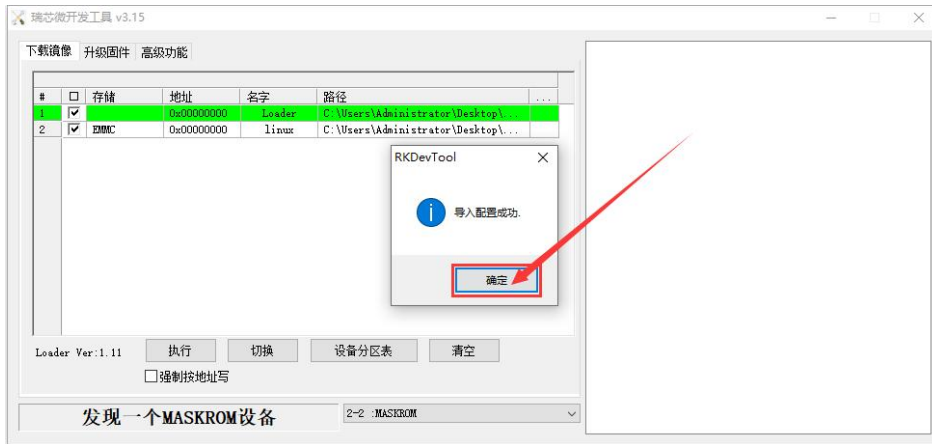 瑞芯微开发工具 v3.15
下载镜像 升级固件 高级功能
# 存储 地址 名字 路径 ...
1 0x00000000 Loader C:\Users\Administrator\Desktop\...
2 EMMC 0x00000000 linux C:\Users\Administrator\Desktop\...
RKDevTool
导入配置成功.
确定
Loader Ver:1.11 执行 切换 设备分区表 清空
强制按地址写
发现一个MASKROM设备 2-2 :MASKROM